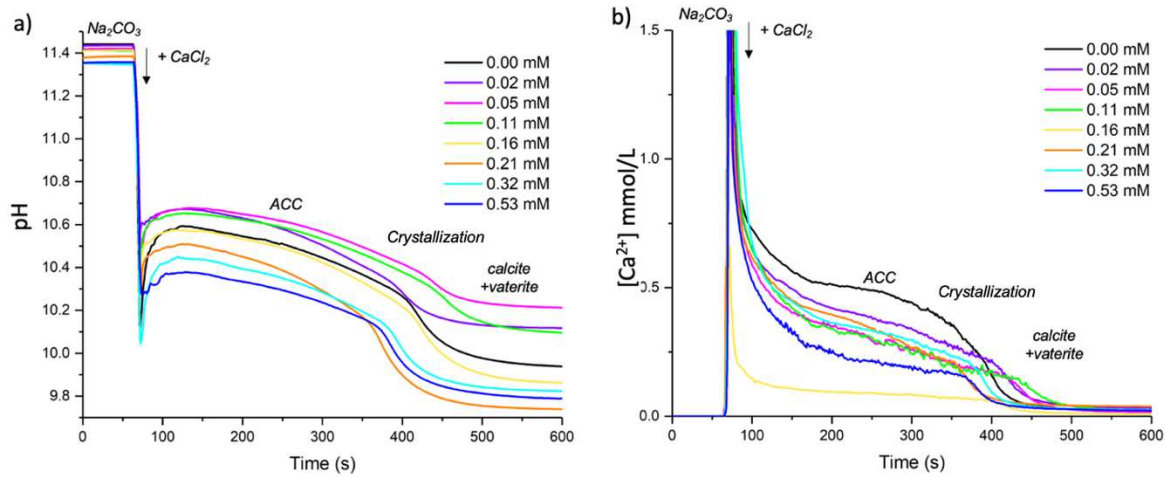 a)
Na2CO3
+ CaCl2
0.00 mM
0.02 mM
0.05 mM
0.11 mM
0.16 mM
0.21 mM
0.32 mM
0.53 mM
ACC
Crystallization
calcite
+vaterite
pH
11.4
11.2
11.0
10.8
10.6
10.4
10.2
10.0
9.8
0 100 200 300 400 500 600
Time (s)
b)
Na2CO3
+ CaCl2
0.00 mM
0.02 mM
0.05 mM
0.11 mM
0.16 mM
0.21 mM
0.32 mM
0.53 mM
ACC
Crystallization
calcite
+vaterite
[Ca2+] mmol/L
1.5
1.0
0.5
0.0
0 100 200 300 400 500 600
Time (s)